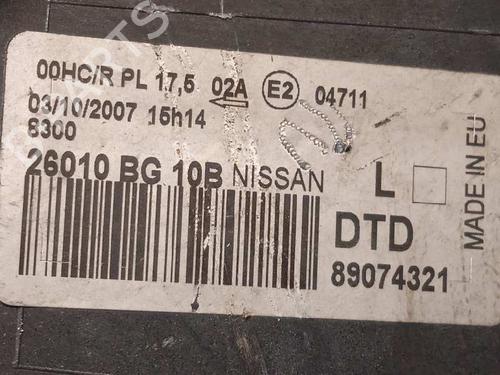 00HC/R PL 17,5 02A E2 04711
03/10/2007 15h14
8300
26010 BG 10B NISSAN L
DTD
89074321
MADE IN EU